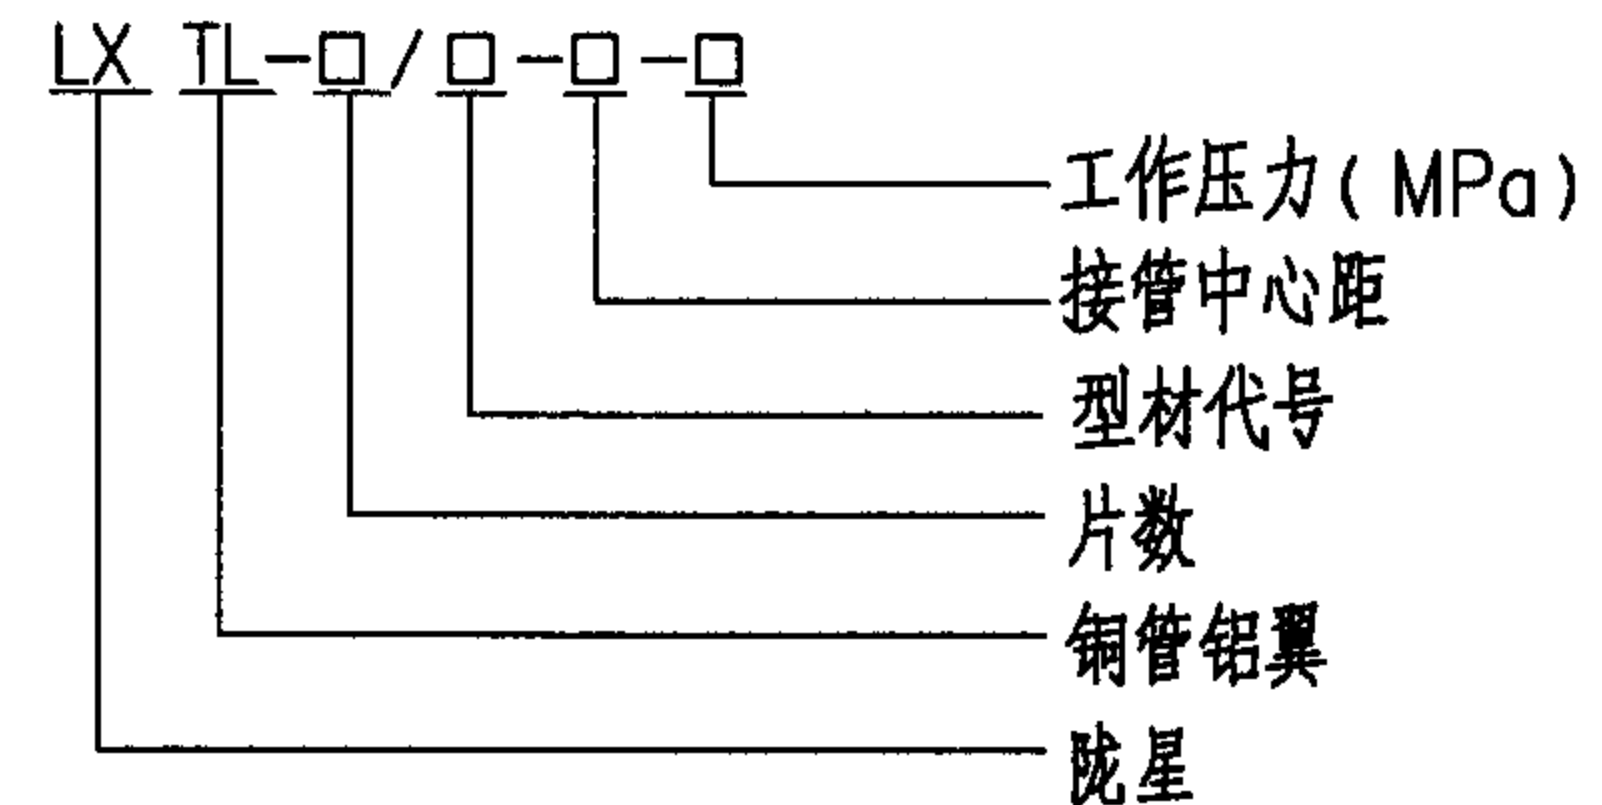 LX TL-□/□-□-□
工作压力(MPa)
接管中心距
型材代号
片数
铜管铝翼
陇星